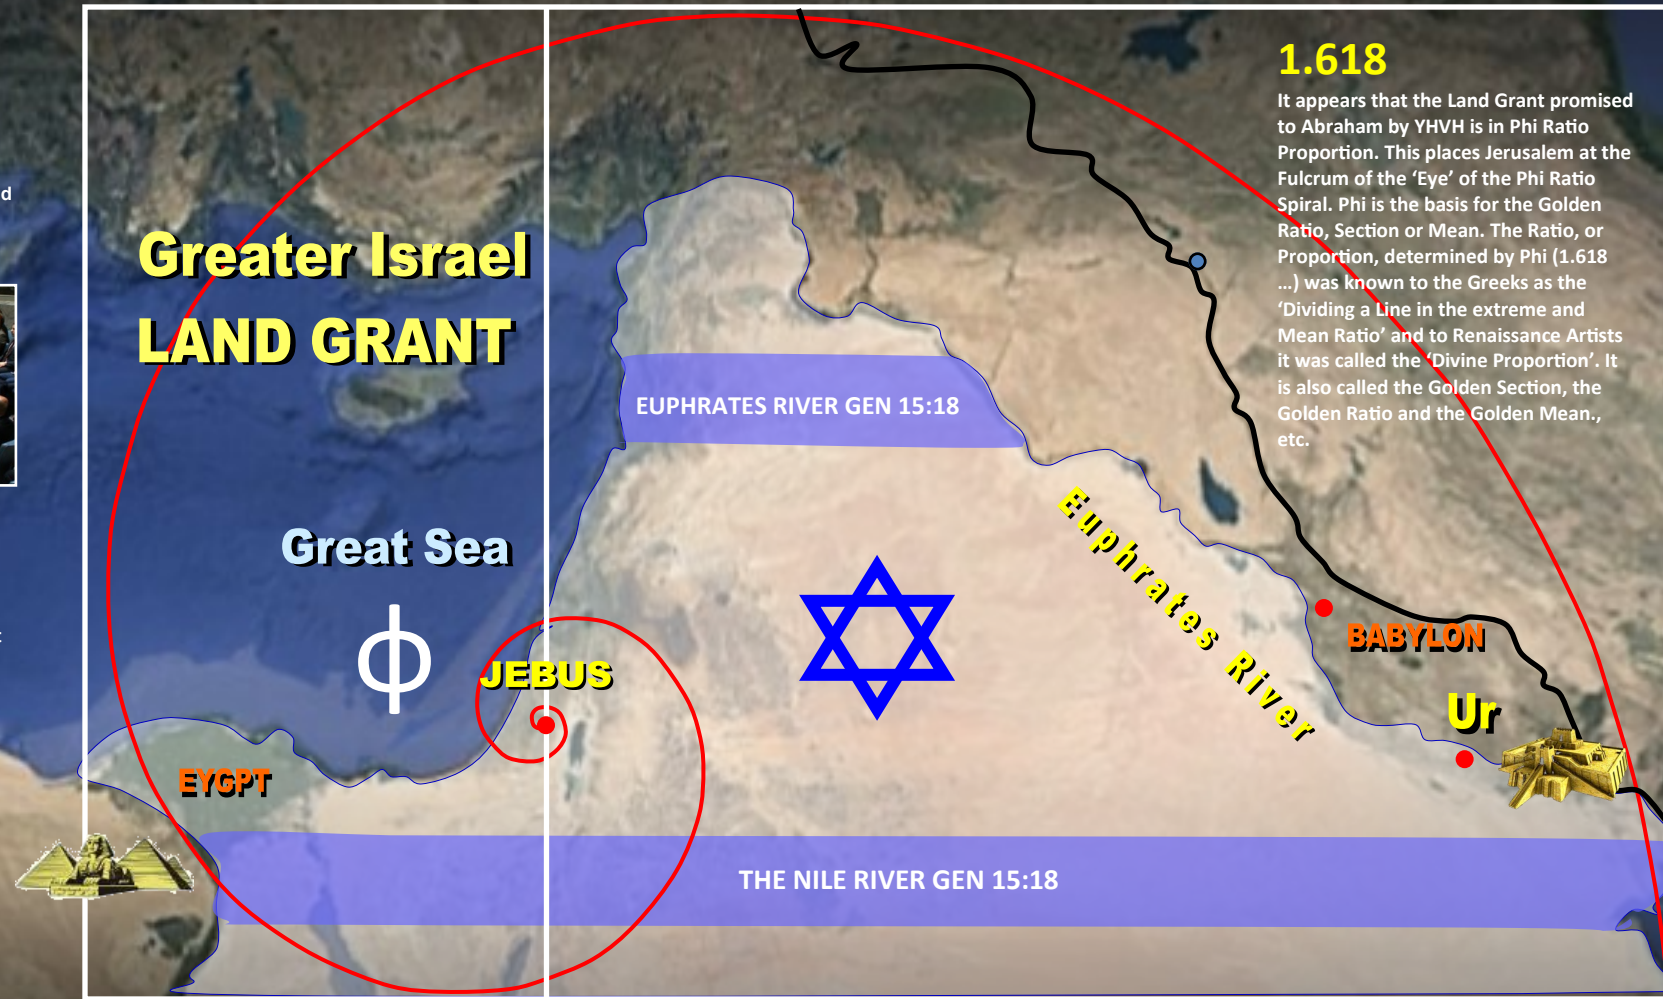 d
:
Greater Israel
LAND GRANT
Great Sea
ϕ
JEBUS
EYGPT
EUPHRATES RIVER GEN 15:18
Euphrates River
BABYLON
Ur
THE NILE RIVER GEN 15:18
1.618
It appears that the Land Grant promised
to Abraham by YHVH is in Phi Ratio
Proportion. This places Jerusalem at the
Fulcrum of the ‘Eye’ of the Phi Ratio
Spiral. Phi is the basis for the Golden
Ratio, Section or Mean. The Ratio, or
Proportion, determined by Phi (1.618
...) was known to the Greeks as the
‘Dividing a Line in the extreme and
Mean Ratio’ and to Renaissance Artists
it was called the ‘Divine Proportion’. It
is also called the Golden Section, the
Golden Ratio and the Golden Mean.,
etc.